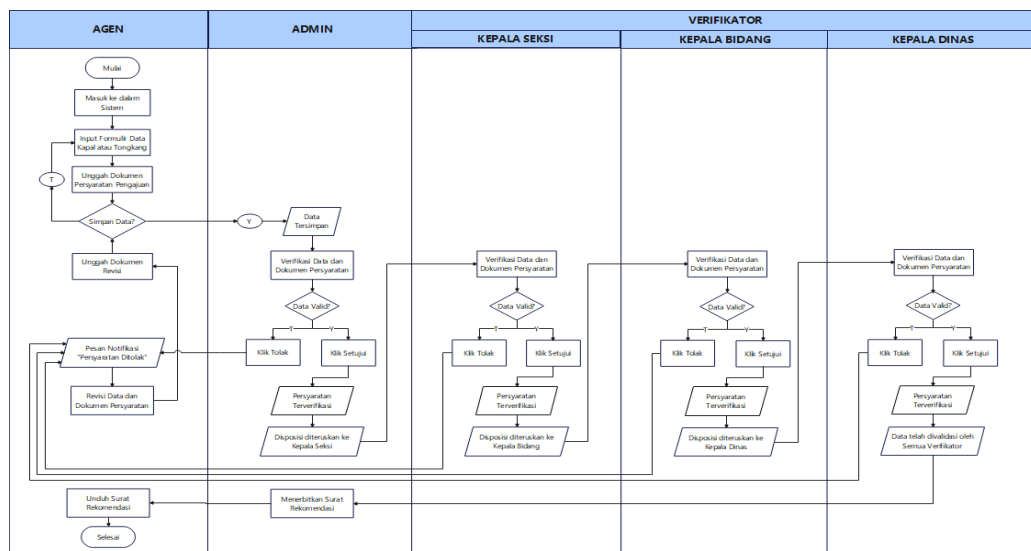 AGEN
ADMIN
VERIFIKATOR
KEPALA SEKSI
KEPALA BIDANG
KEPALA DINAS
Mulai
Masuk ke dalam
Sistem
Input Formulir Data
Kapal atau Tongkang
Unggah Dokumen
Persyaratan Pengajuan
T
Simpan Data?
Y
Data
Tersimpan
Unggah Dokumen
Revisi
Verifikasi Data dan
Dokumen Persyaratan
Data Valid?
T
Y
Klik Tolak
Klik Setujui
Persyaratan
Terverifikasi
Disposisi diteruskan ke
Kepala Seksi
Verifikasi Data dan
Dokumen Persyaratan
Data Valid?
T
Y
Klik Tolak
Klik Setujui
Persyaratan
Terverifikasi
Disposisi diteruskan ke
Kepala Bidang
Verifikasi Data dan
Dokumen Persyaratan
Data Valid?
T
Y
Klik Tolak
Klik Setujui
Persyaratan
Terverifikasi
Disposisi diteruskan ke
Kepala Dinas
Verifikasi Data dan
Dokumen Persyaratan
Data Valid?
T
Y
Klik Tolak
Klik Setujui
Persyaratan
Terverifikasi
Data telah divalidasi oleh
Semua Verifikator
Pesan Notifikasi
"Persyaratan Ditolak"
Revisi Data dan
Dokumen Persyaratan
Menerbitkan Surat
Rekomendasi
Unduh Surat
Rekomendasi
Selesai